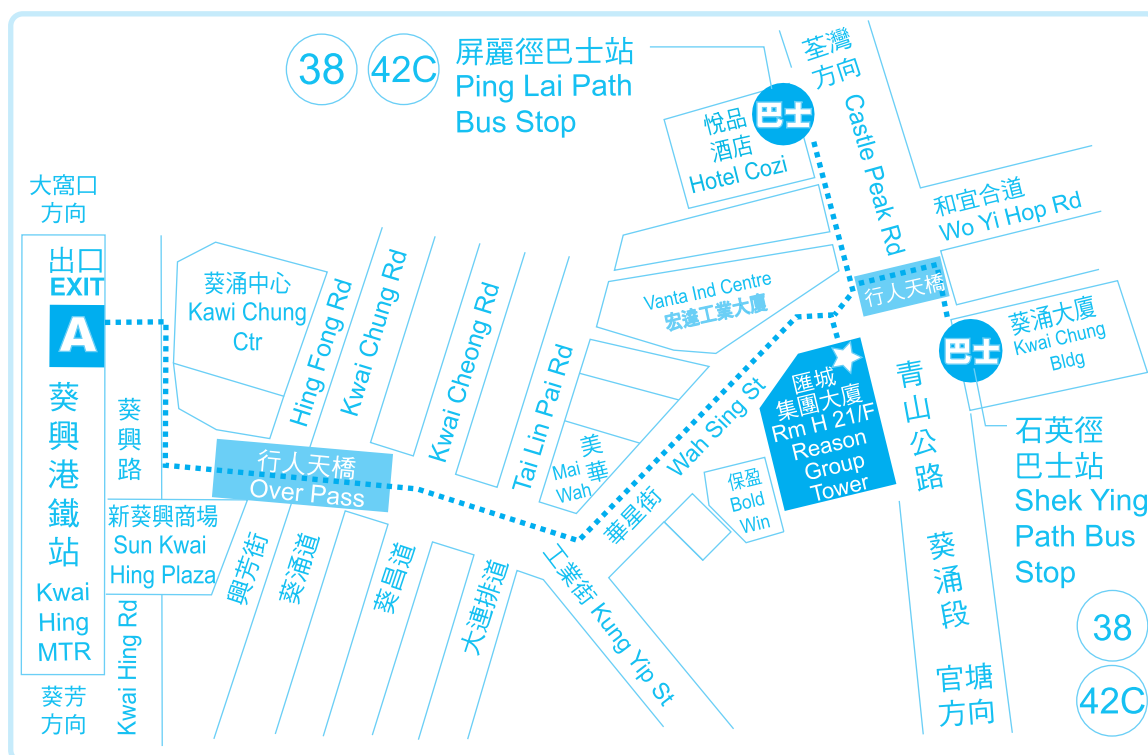 38
42C
屏麗徑巴士站
Ping Lai Path
Bus Stop
荃灣
方向
Castle Peak Rd
巴士
悅品
酒店
Hotel Cozi
和宜合道
Wo Yi Hop Rd
大窩口
方向
出口
EXIT
A
葵興港鐵站
Kwai
Hing
MTR
葵芳
方向
葵興路
Kwai Hing Rd
葵涌中心
Kawi Chung
Ctr
Hing Fong Rd
Kwai Chung Rd
Kwai Cheong Rd
Tai Lin Pai Rd
Vanta Ind Centre
宏遠工業大廈
行人天橋
葵涌大廈
Kwai Chung
Bldg
巴士
匯城
集團大廈
Rm H 21/F
Reason
Group
Tower
青山公路
葵涌段
官塘
方向
石英徑
巴士站
Shek Ying
Path Bus
Stop
38
42C
行人天橋
Over Pass
美華
Mai
Wah
華星街
Wah Sing St
保盈
Bold
Win
新葵興商場
Sun Kwai
Hing Plaza
興芳街
葵涌道
葵昌道
大連排道
工業街 Kung Yip St